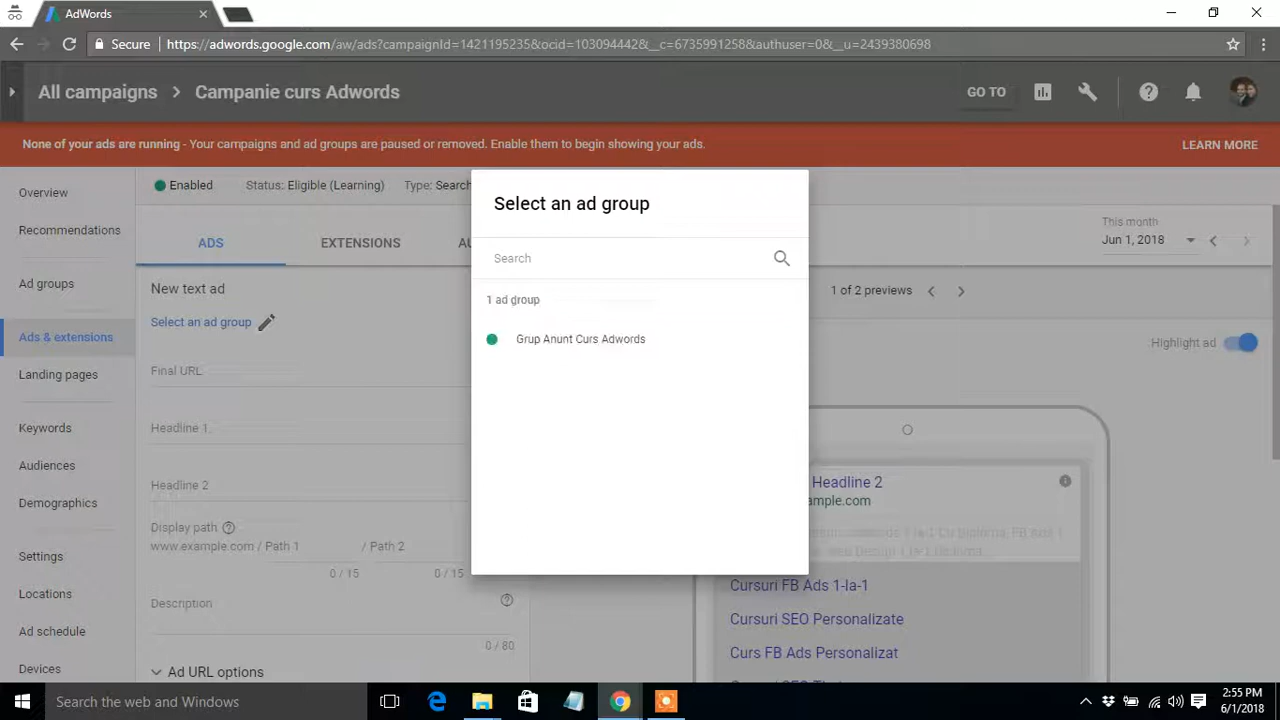 AdWords
Secure
https://adwords.google.com/aw/ads?campaignId=1421195235&ocid=103094442&__c=6735991258&authuser=0&__u=2439380698
All campaigns > Campanie curs Adwords
GO TO
None of your ads are running - Your campaigns and ad groups are paused or removed. Enable them to begin showing your ads.
LEARN MORE
Overview
Recommendations
Ad groups
Ads & extensions
Landing pages
Keywords
Audiences
Demographics
Settings
Locations
Ad schedule
Devices
Enabled
Status: Eligible (Learning)
Type: Search
ADS
EXTENSIONS
AU
This month
Jun 1, 2018
New text ad
Select an ad group
Final URL
Headline 1
Headline 2
Display path
www.example.com / Path 1 / Path 2
0 / 15
0 / 15
Description
0 / 80
Ad URL options
Select an ad group
Search
1 ad group
Grup Anunt Curs Adwords
1 of 2 previews
Highlight ad
Headline 2
ample.com
Cursuri FB Ads 1-la-1
Cursuri SEO Personalizate
Curs FB Ads Personalizat
Search the web and Windows
2:55 PM
6/1/2018